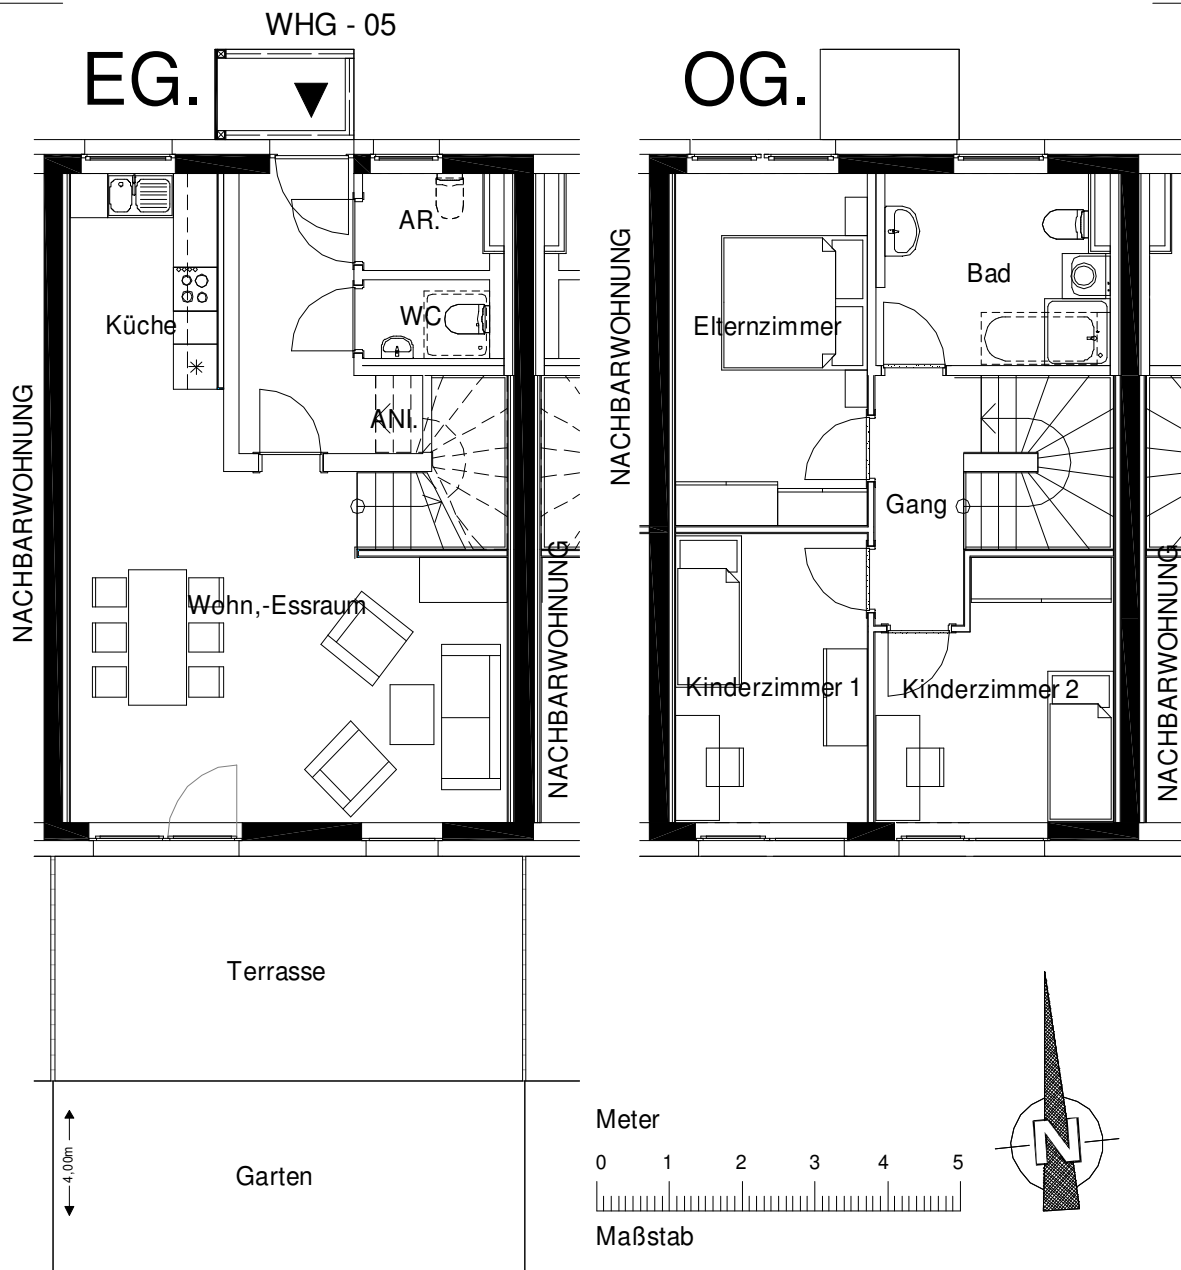 WHG - 05
EG.
OG.
AR.
WC
Küche
ANI.
Wohn,-Essraum
NACHBARWOHNUNG
NACHBARWOHNUNG
Terrasse
Garten
4,00m
NACHBARWOHNUNG
Elternzimmer
Bad
Gang
Kinderzimmer 1
Kinderzimmer 2
NACHBARWOHNUNG
Meter
0 1 2 3 4 5
Maßstab
N